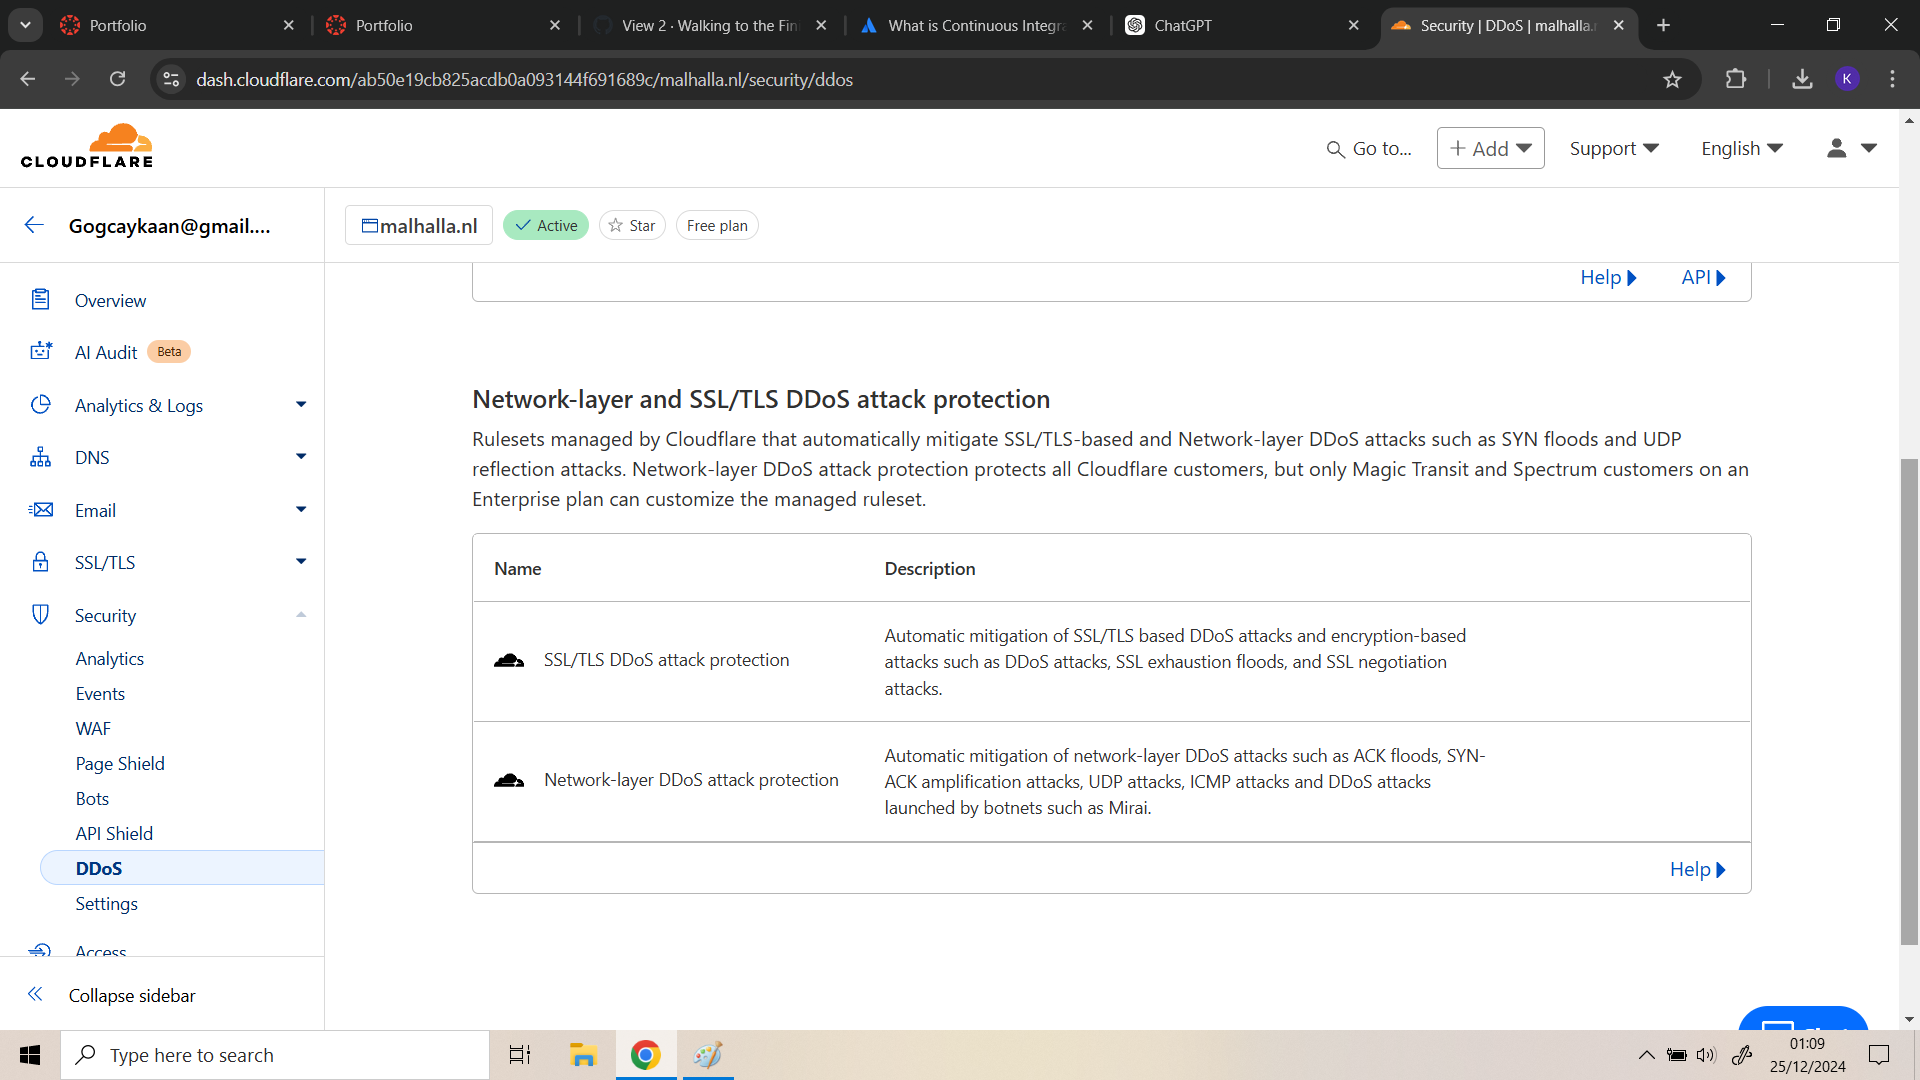 Portfolio
Portfolio
View 2 · Walking to the Fin
What is Continuous Integra
ChatGPT
Security | DDoS | malhalla.
dash.cloudflare.com/ab50e19cb825acdb0a093144f691689c/malhalla.nl/security/ddos
K
CLOUDFLARE
Go to...
+ Add
Support
English
Gogcaykaan@gmail....
malhalla.nl
Active
Star
Free plan
Overview
AI Audit Beta
Analytics & Logs
DNS
Email
SSL/TLS
Security
Analytics
Events
WAF
Page Shield
Bots
API Shield
DDoS
Settings
Access
Collapse sidebar
Help
API
Network-layer and SSL/TLS DDoS attack protection
Rulesets managed by Cloudflare that automatically mitigate SSL/TLS-based and Network-layer DDoS attacks such as SYN floods and UDP
reflection attacks. Network-layer DDoS attack protection protects all Cloudflare customers, but only Magic Transit and Spectrum customers on an
Enterprise plan can customize the managed ruleset.
Name
Description
SSL/TLS DDoS attack protection
Automatic mitigation of SSL/TLS based DDoS attacks and encryption-based
attacks such as DDoS attacks, SSL exhaustion floods, and SSL negotiation
attacks.
Network-layer DDoS attack protection
Automatic mitigation of network-layer DDoS attacks such as ACK floods, SYN-
ACK amplification attacks, UDP attacks, ICMP attacks and DDoS attacks
launched by botnets such as Mirai.
Help
Type here to search
01:09
25/12/2024